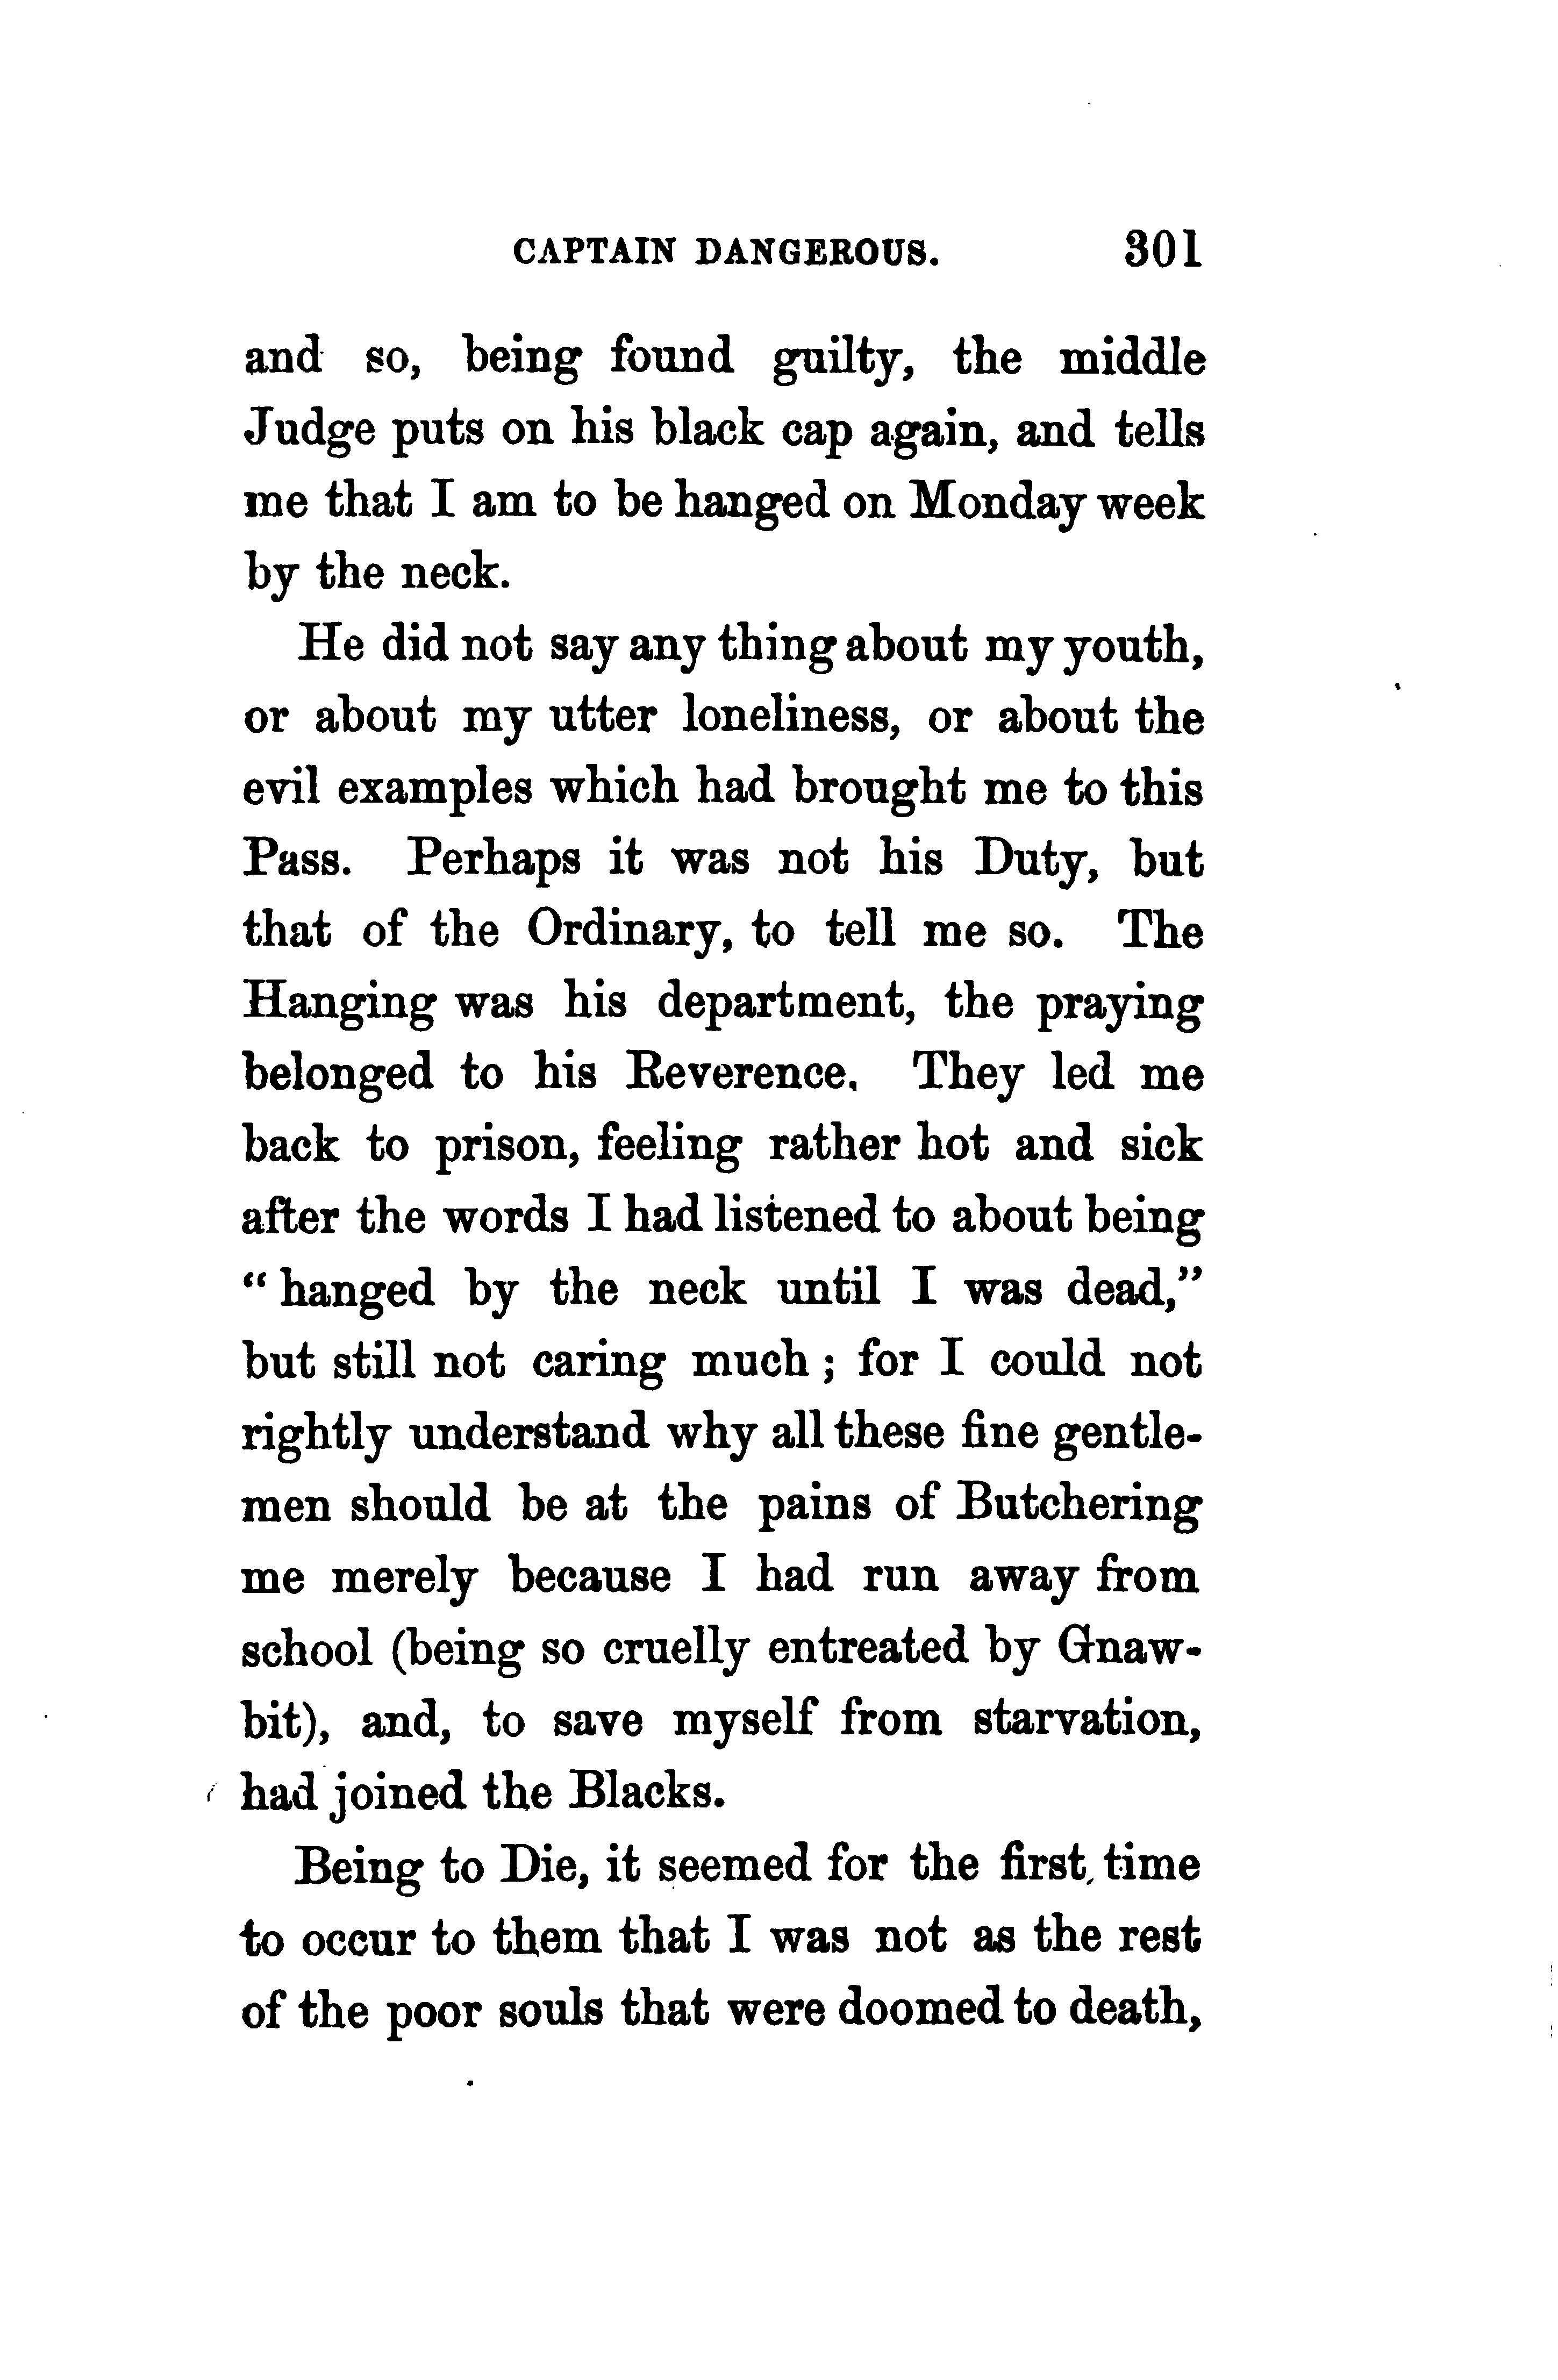 CAPTAIN DANGEROUS. 301
and so, being found guilty, the middle
Judge puts on his black cap again, and tells
me that I am to be hanged on Monday week
by the neck.
He did not say any thing about my youth,
or about my utter loneliness, or about the
evil examples which had brought me to this
Pass. Perhaps it was not his Duty, but
that of the Ordinary, to tell me so. The
Hanging was his department, the praying
belonged to his Reverence. They led me
back to prison, feeling rather hot and sick
after the words I had listened to about being
“hanged by the neck until I was dead,”
but still not caring much; for I could not
rightly understand why all these fine gentle-
men should be at the pains of Butchering
me merely because I had run away from
school (being so cruelly entreated by Gnaw-
bit), and, to save myself from starvation,
had joined the Blacks.
Being to Die, it seemed for the first time
to occur to them that I was not as the rest
of the poor souls that were doomed to death,